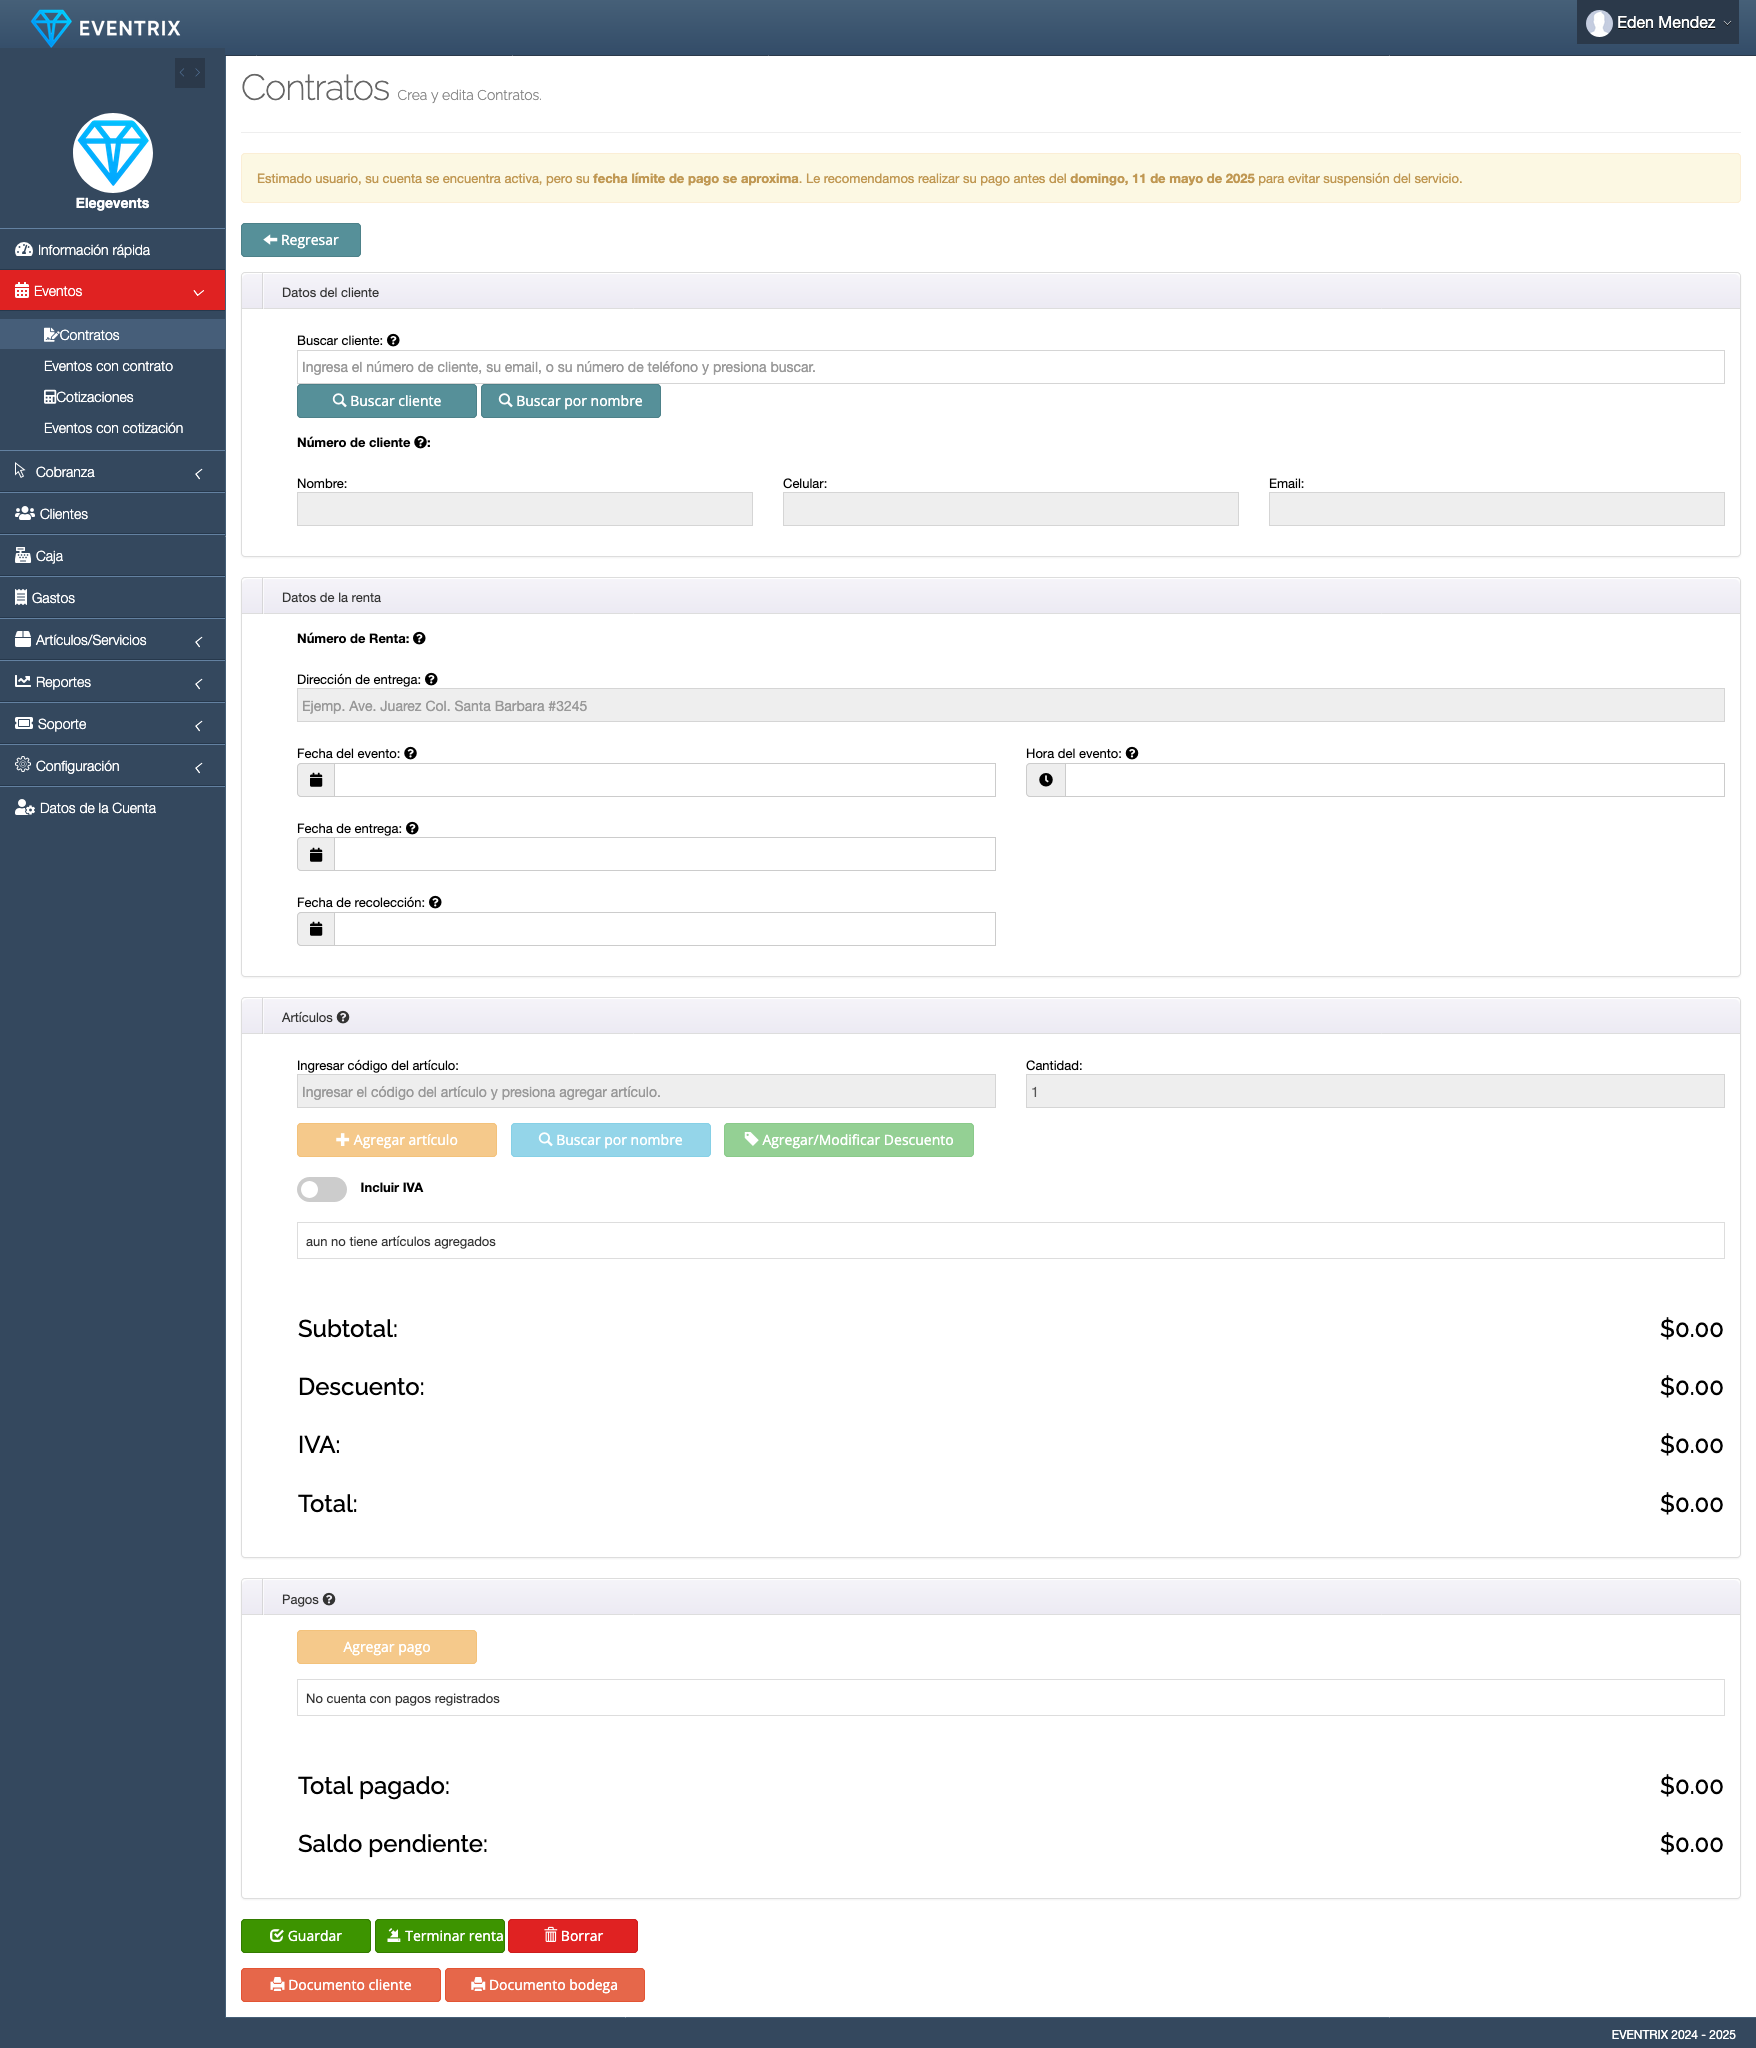 EVENTRIX
Eden Mendez
Elegevents
Información rápida
Eventos
Contratos
Eventos con contrato
Cotizaciones
Eventos con cotización
Cobranza
Clientes
Caja
Gastos
Artículos/Servicios
Reportes
Soporte
Configuración
Datos de la Cuenta
Contratos Crea y edita Contratos.
Estimado usuario, su cuenta se encuentra activa, pero su fecha límite de pago se aproxima. Le recomendamos realizar su pago antes del domingo, 11 de mayo de 2025 para evitar suspensión del servicio.
Regresar
Datos del cliente
Buscar cliente:
Ingresa el número de cliente, su email, o su número de teléfono y presiona buscar.
Buscar cliente Buscar por nombre
Número de cliente :
Nombre: Celular: Email:
Datos de la renta
Número de Renta:
Dirección de entrega:
Ejemp. Ave. Juarez Col. Santa Barbara #3245
Fecha del evento: Hora del evento:
Fecha de entrega:
Fecha de recolección:
Artículos
Ingresar código del artículo: Cantidad:
Ingresar el código del artículo y presiona agregar artículo. 1
Agregar artículo Buscar por nombre Agregar/Modificar Descuento
Incluir IVA
aun no tiene artículos agregados
Subtotal: $0.00
Descuento: $0.00
IVA: $0.00
Total: $0.00
Pagos
Agregar pago
No cuenta con pagos registrados
Total pagado: $0.00
Saldo pendiente: $0.00
Guardar Terminar renta Borrar
Documento cliente Documento bodega
EVENTRIX 2024 - 2025